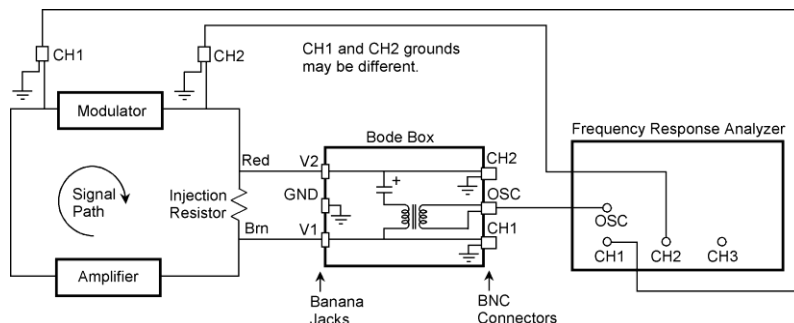 CH1
CH2
CH1 and CH2 grounds
may be different.
Modulator
Bode Box
Frequency Response Analyzer
Red
V2
CH2
Signal
Path
Injection
Resistor
GND
+
OSC
OSC
Brn
V1
CH1
CH1
CH2
CH3
Amplifier
Banana
Jacks
BNC
Connectors